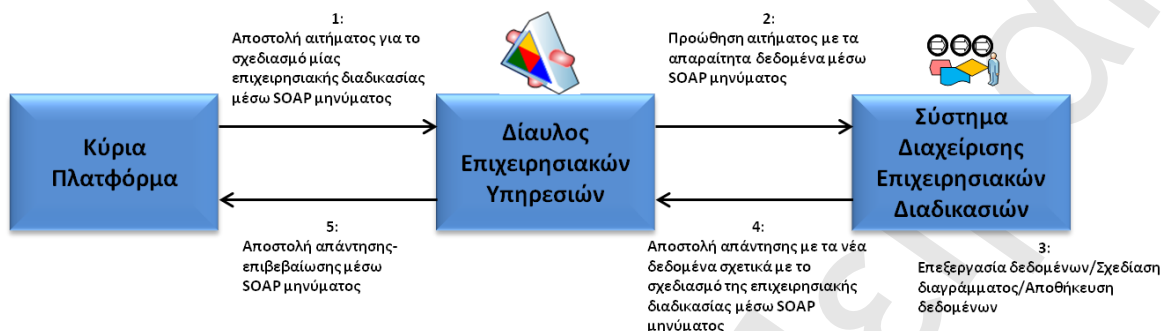 1:
Αποστολή αιτήματος για το
σχεδιασμό μίας
επιχειρησιακής διαδικασίας
μέσω SOAP μηνύματος
2:
Προώθηση αιτήματος με τα
απαραίτητα δεδομένα μέσω
SOAP μηνύματος
Κύρια
Πλατφόρμα
Δίαυλος
Επιχειρησιακών
Υπηρεσιών
Σύστημα
Διαχείρισης
Επιχειρησιακών
Διαδικασιών
5:
Αποστολή απάντησης-
επιβεβαίωσης μέσω
SOAP μηνύματος
4:
Αποστολή απάντησης με τα νέα
δεδομένα σχετικά με το
σχεδιασμό της επιχειρησιακής
διαδικασίας μέσω SOAP
μηνύματος
3:
Επεξεργασία δεδομένων/Σχεδίαση
διαγράμματος/Αποθήκευση
δεδομένων